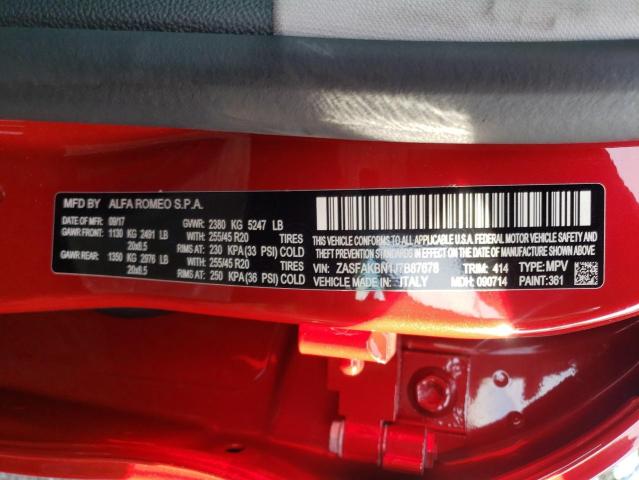 MFD BY ALFA ROMEO S.P.A.
DATE OF MFR: 09/17 GVWR: 2380 KG 5247 LB
GAWR FRONT: 1130 KG 2491 LB WITH: 255/45 R20 TIRES
20x8.5 RIMS AT: 230 KPA (33 PSI) COLD
GAWR REAR: 1350 KG 2976 LB WITH: 255/45 R20 TIRES
20x8.5 RIMS AT: 250 KPA (36 PSI) COLD
THIS VEHICLE CONFORMS TO ALL APPLICABLE U.S.A. FEDERAL MOTOR VEHICLE SAFETY AND
THEFT PREVENTION STANDARDS IN EFFECT ON THE DATE OF MANUFACTURE SHOWN ABOVE
VIN: ZASFAKBN1J7B87678 TRIM: 414 TYPE: MPV
VEHICLE MADE IN: ITALY MDH: 090714 PAINT: 361